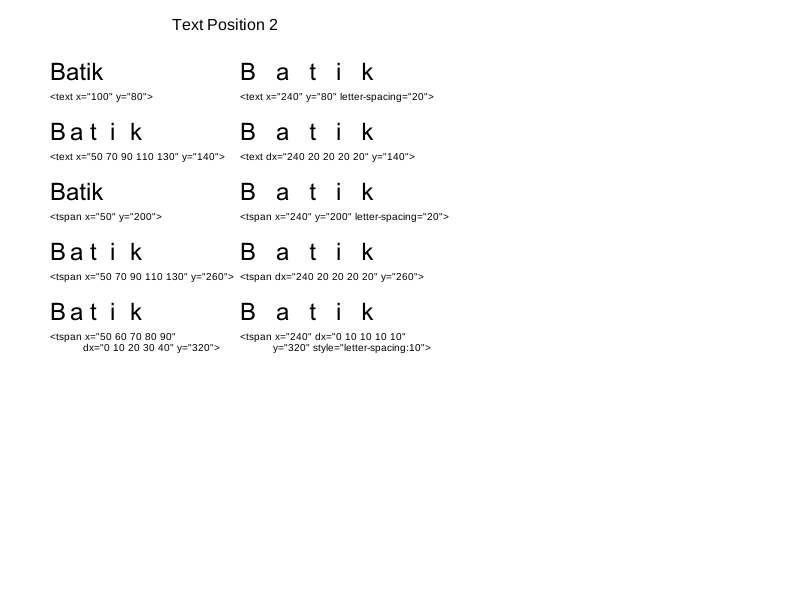 Text Position 2
Batik
B a t i k
<text x="100" y="80">
<text x="240" y="80" letter-spacing="20">
B a t i k
B a t i k
<text x="50 70 90 110 130" y="140">
<text dx="240 20 20 20 20" y="140">
Batik
B a t i k
<tspan x="50" y="200">
<tspan x="240" y="200" letter-spacing="20">
B a t i k
B a t i k
<tspan x="50 70 90 110 130" y="260">
<tspan dx="240 20 20 20 20" y="260">
B a t i k
B a t i k
<tspan x="50 60 70 80 90"
dx="0 10 20 30 40" y="320">
<tspan x="240" dx="0 10 10 10 10"
y="320" style="letter-spacing:10">